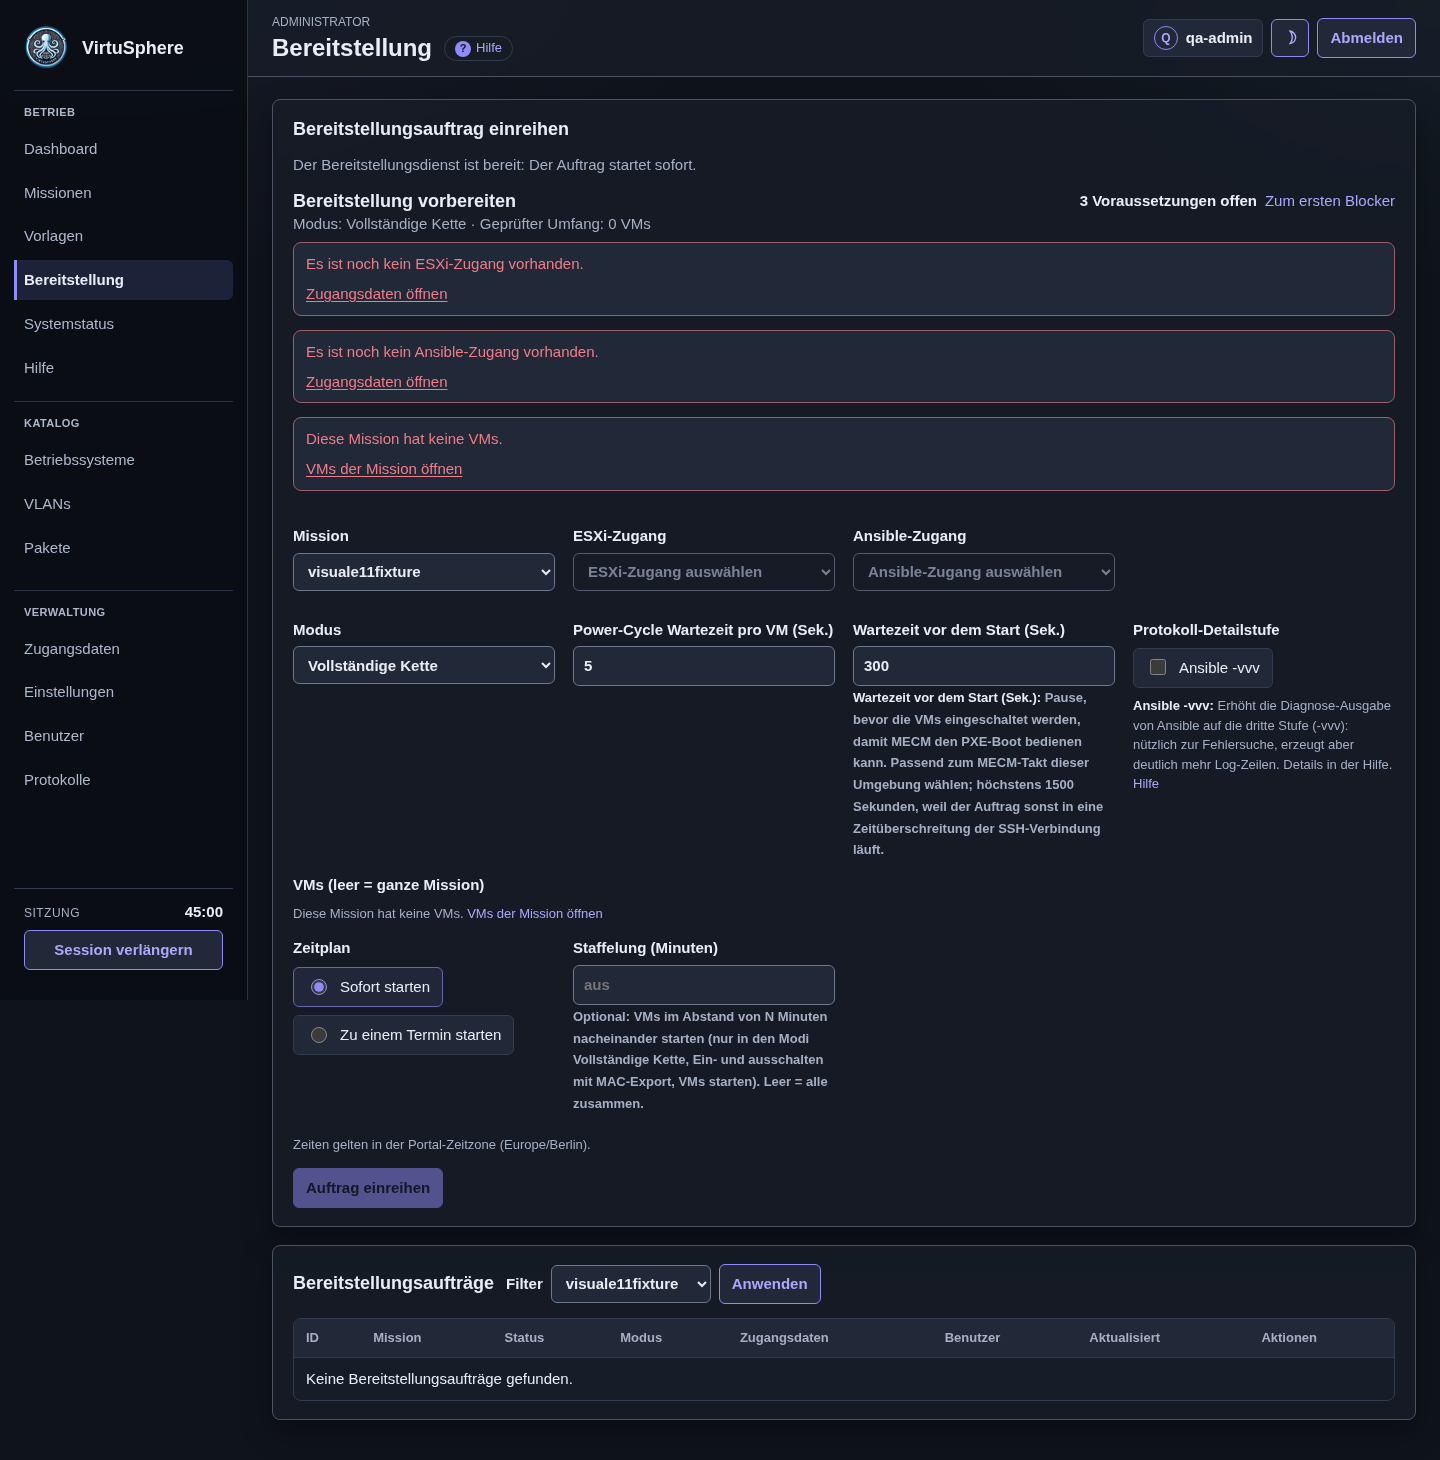 VirtuSphere
BETRIEB
Dashboard
Missionen
Vorlagen
Bereitstellung
Systemstatus
Hilfe
KATALOG
Betriebssysteme
VLANs
Pakete
VERWALTUNG
Zugangsdaten
Einstellungen
Benutzer
Protokolle
SITZUNG 45:00
Session verlängern
ADMINISTRATOR
Bereitstellung ? Hilfe
Q qa-admin Abmelden
Bereitstellungsauftrag einreihen
Der Bereitstellungsdienst ist bereit: Der Auftrag startet sofort.
Bereitstellung vorbereiten 3 Voraussetzungen offen Zum ersten Blocker
Modus: Vollständige Kette · Geprüfter Umfang: 0 VMs
Es ist noch kein ESXi-Zugang vorhanden.
Zugangsdaten öffnen
Es ist noch kein Ansible-Zugang vorhanden.
Zugangsdaten öffnen
Diese Mission hat keine VMs.
VMs der Mission öffnen
Mission ESXi-Zugang Ansible-Zugang
visuale11fixture ESXi-Zugang auswählen Ansible-Zugang auswählen
Modus Power-Cycle Wartezeit pro VM (Sek.) Wartezeit vor dem Start (Sek.) Protokoll-Detailstufe
Vollständige Kette 5 300 Ansible -vvv
Wartezeit vor dem Start (Sek.): Pause,
bevor die VMs eingeschaltet werden,
damit MECM den PXE-Boot bedienen
kann. Passend zum MECM-Takt dieser
Umgebung wählen; höchstens 1500
Sekunden, weil der Auftrag sonst in eine
Zeitüberschreitung der SSH-Verbindung
läuft.
Ansible -vvv: Erhöht die Diagnose-Ausgabe
von Ansible auf die dritte Stufe (-vvv):
nützlich zur Fehlersuche, erzeugt aber
deutlich mehr Log-Zeilen. Details in der Hilfe.
Hilfe
VMs (leer = ganze Mission)
Diese Mission hat keine VMs. VMs der Mission öffnen
Zeitplan Staffelung (Minuten)
Sofort starten aus
Zu einem Termin starten
Optional: VMs im Abstand von N Minuten
nacheinander starten (nur in den Modi
Vollständige Kette, Ein- und ausschalten
mit MAC-Export, VMs starten). Leer = alle
zusammen.
Zeiten gelten in der Portal-Zeitzone (Europe/Berlin).
Auftrag einreihen
Bereitstellungsaufträge Filter visuale11fixture Anwenden
ID Mission Status Modus Zugangsdaten Benutzer Aktualisiert Aktionen
Keine Bereitstellungsaufträge gefunden.